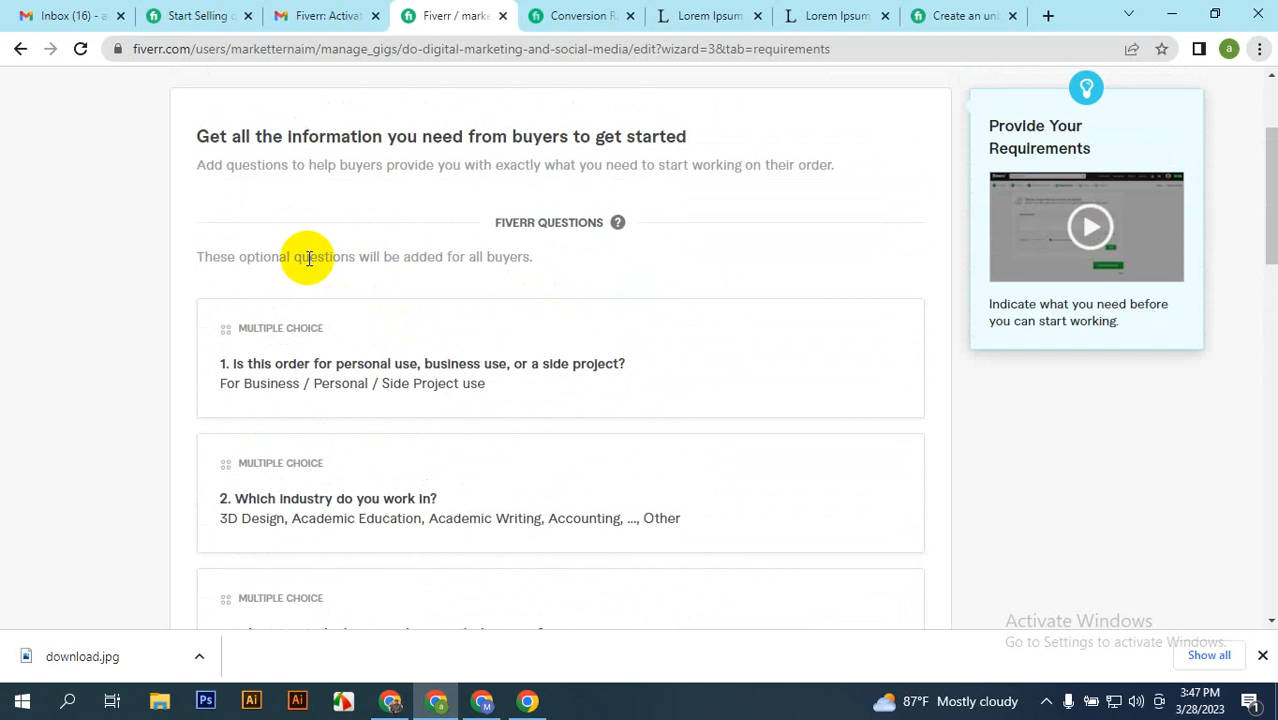 Inbox (16) - a
Start Selling o
Fiverr: Activat
Fiverr / marke
Conversion R
Lorem Ipsum
Lorem Ipsum
Create an unb
fiverr.com/users/marketternaim/manage_gigs/do-digital-marketing-and-social-media/edit?wizard=3&tab=requirements
a
Get all the information you need from buyers to get started
Add questions to help buyers provide you with exactly what you need to start working on their order.
FIVERR QUESTIONS ?
These optional questions will be added for all buyers.
MULTIPLE CHOICE
1. Is this order for personal use, business use, or a side project?
For Business / Personal / Side Project use
MULTIPLE CHOICE
2. Which industry do you work in?
3D Design, Academic Education, Academic Writing, Accounting, ..., Other
MULTIPLE CHOICE
Provide Your
Requirements
Indicate what you need before
you can start working.
Activate Windows
Go to Settings to activate Windows.
download.jpg
Show all
Ps
Ai
Ai
a
M
87°F Mostly cloudy
3:47 PM
3/28/2023
1